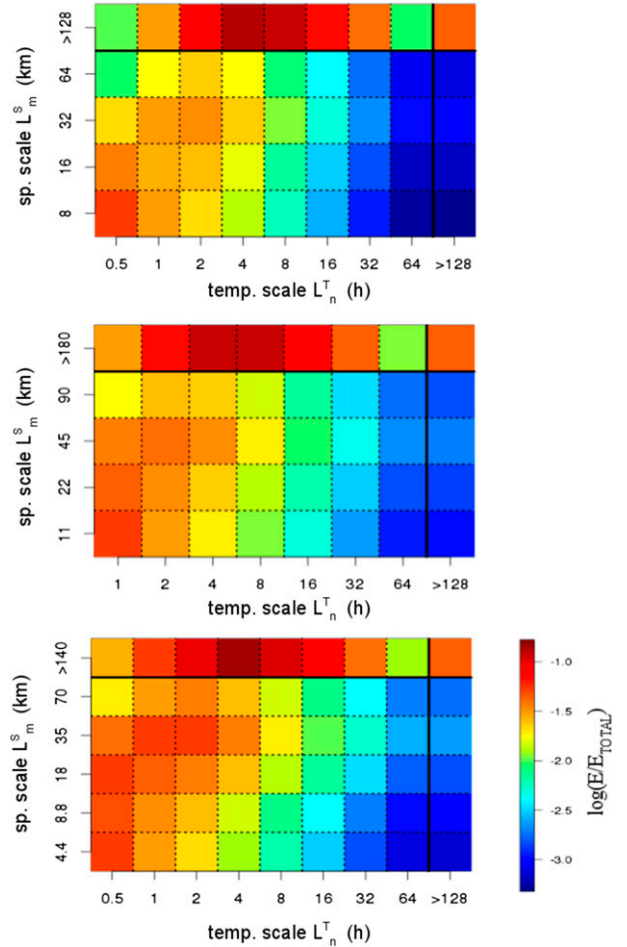 sp. scale L^S_m (km)
>128
64
32
16
8
0.5 1 2 4 8 16 32 64 >128
temp. scale L^T_n (h)
sp. scale L^S_m (km)
>180
90
45
22
11
1 2 4 8 16 32 64 >128
temp. scale L^T_n (h)
sp. scale L^S_m (km)
>140
70
35
18
8.8
4.4
0.5 1 2 4 8 16 32 64 >128
temp. scale L^T_n (h)
-1.0
-1.5
-2.0
-2.5
-3.0
log(E/E_TOTAL)